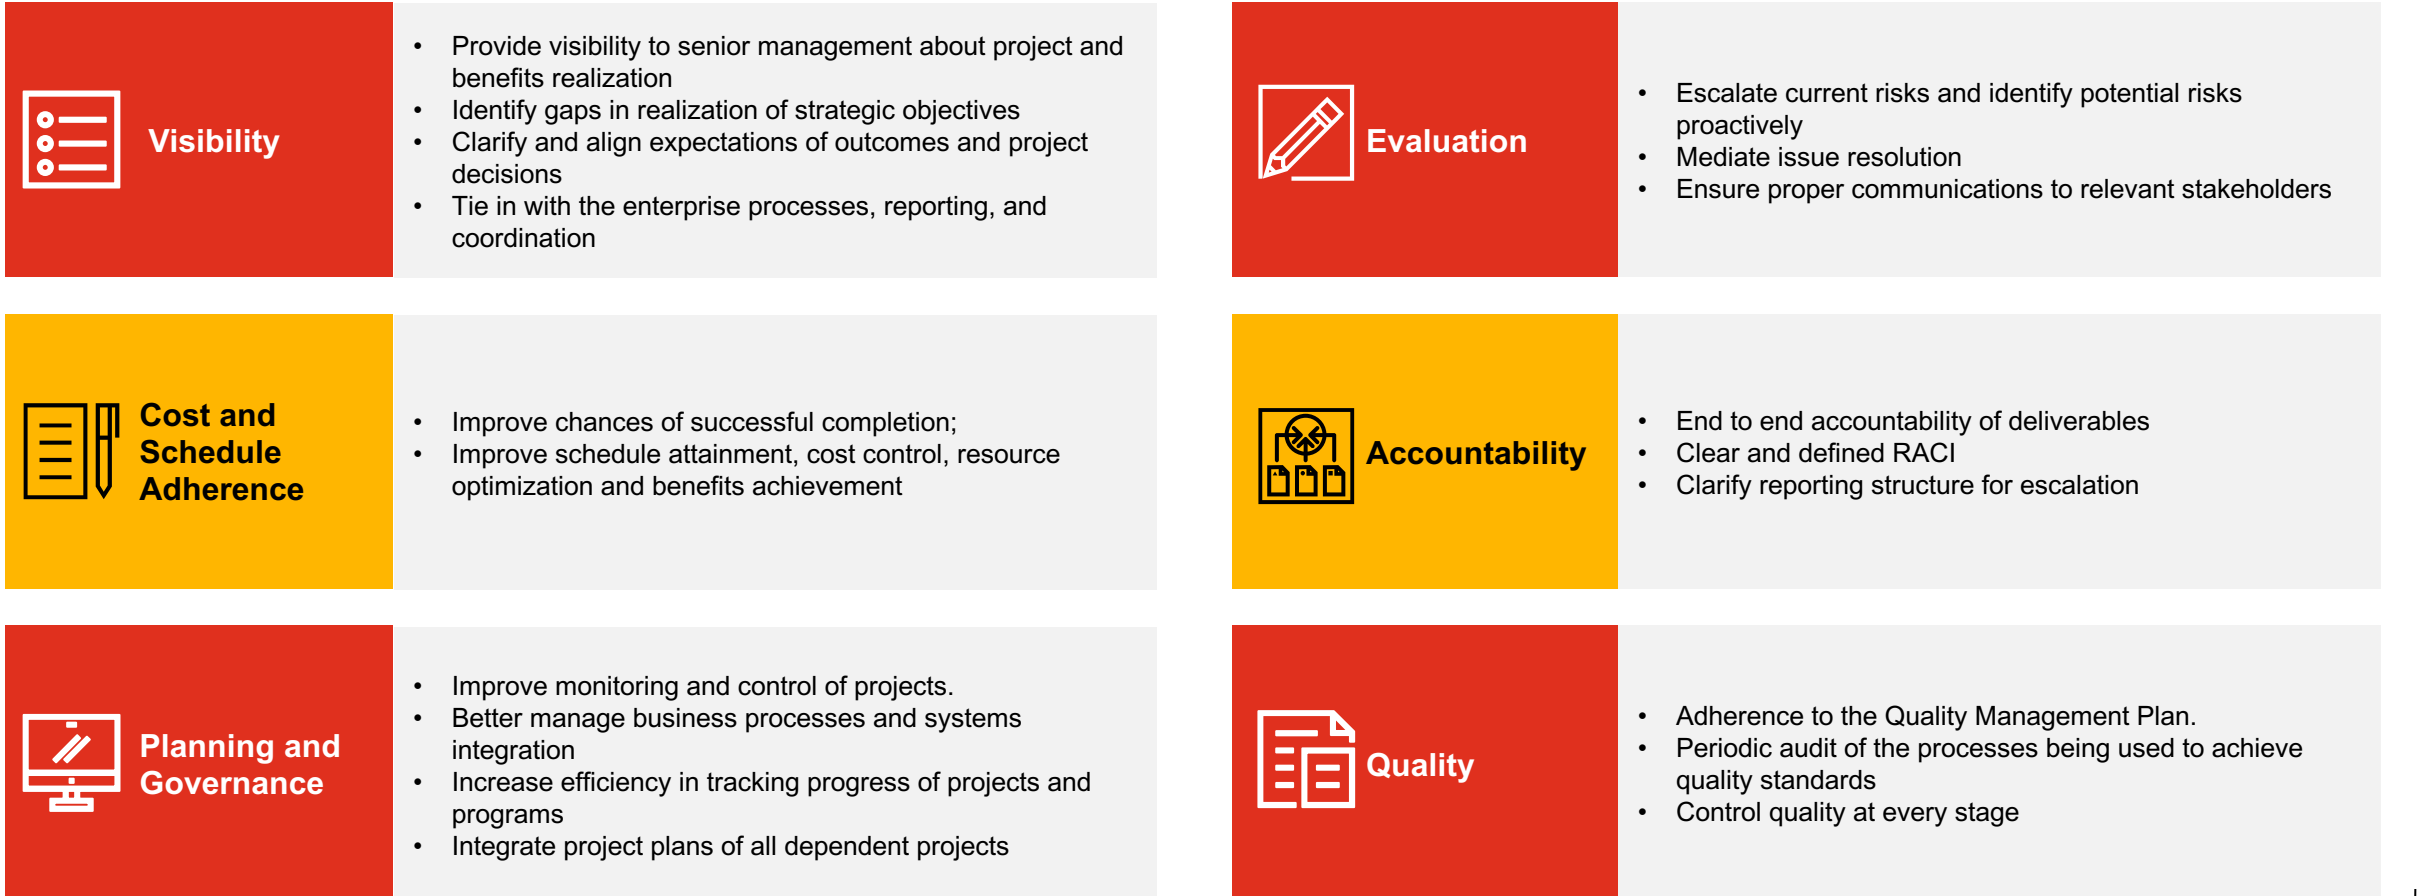 Visibility
• Provide visibility to senior management about project and
benefits realization
• Identify gaps in realization of strategic objectives
• Clarify and align expectations of outcomes and project
decisions
• Tie in with the enterprise processes, reporting, and
coordination
Evaluation
• Escalate current risks and identify potential risks
proactively
• Mediate issue resolution
• Ensure proper communications to relevant stakeholders
Cost and
Schedule
Adherence
• Improve chances of successful completion;
• Improve schedule attainment, cost control, resource
optimization and benefits achievement
Accountability
• End to end accountability of deliverables
• Clear and defined RACI
• Clarify reporting structure for escalation
Planning and
Governance
• Improve monitoring and control of projects.
• Better manage business processes and systems
integration
• Increase efficiency in tracking progress of projects and
programs
• Integrate project plans of all dependent projects
Quality
• Adherence to the Quality Management Plan.
• Periodic audit of the processes being used to achieve
quality standards
• Control quality at every stage